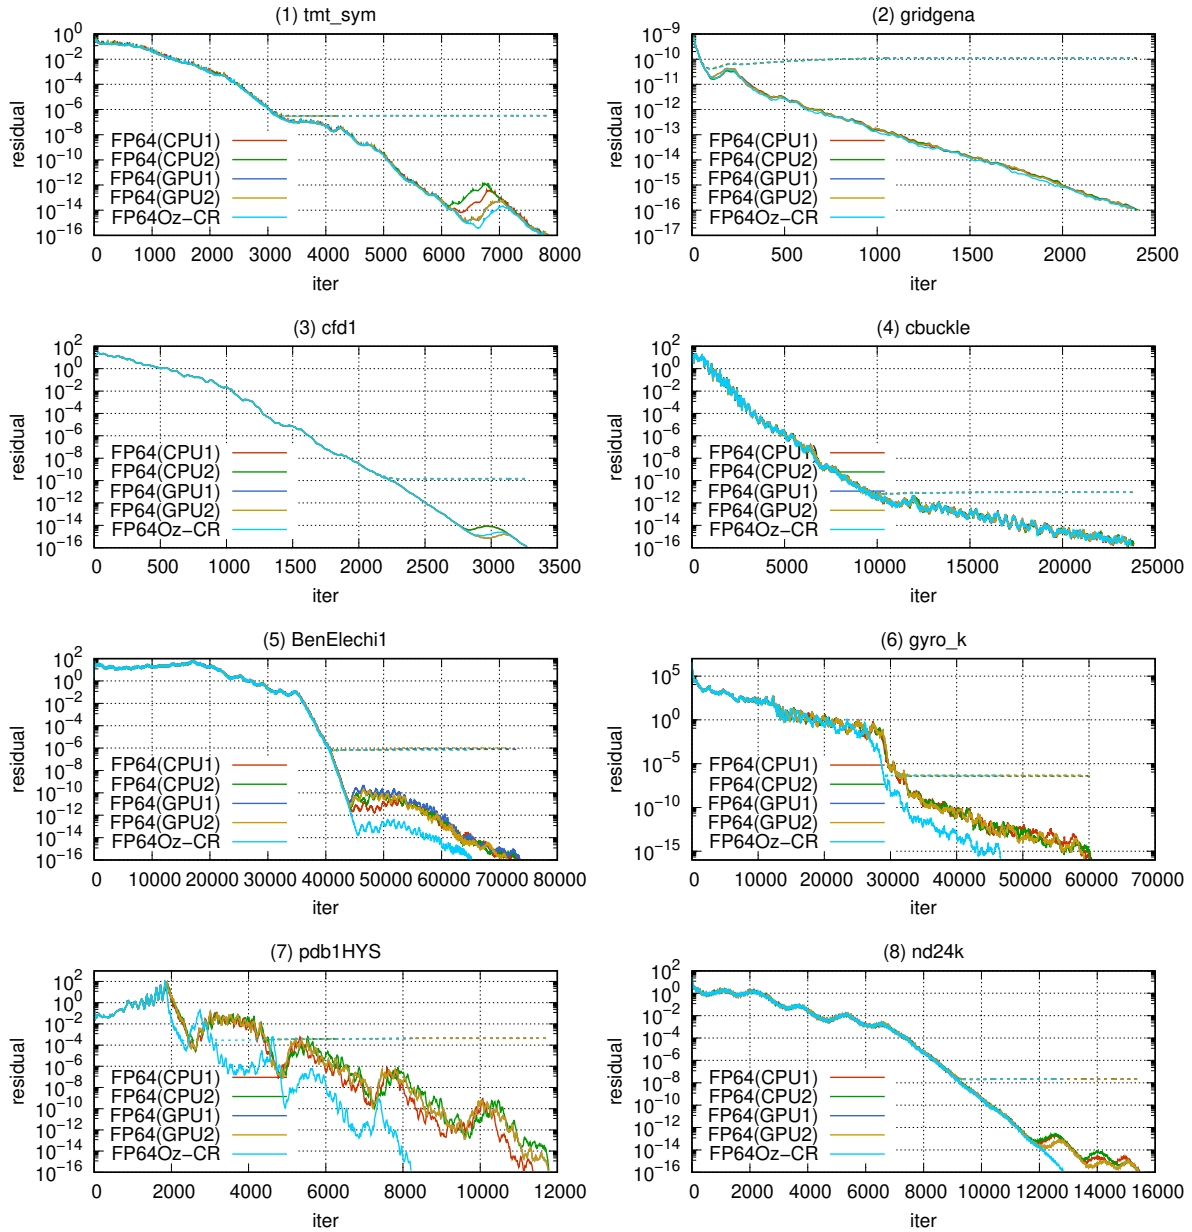 (1) tmt_sym
residual
10^0
10^−2
10^−4
10^−6
10^−8
10^−10
10^−12
10^−14
10^−16
FP64(CPU1)
FP64(CPU2)
FP64(GPU1)
FP64(GPU2)
FP64Oz−CR
0 1000 2000 3000 4000 5000 6000 7000 8000
iter
(2) gridgena
residual
10^−9
10^−10
10^−11
10^−12
10^−13
10^−14
10^−15
10^−16
10^−17
FP64(CPU1)
FP64(CPU2)
FP64(GPU1)
FP64(GPU2)
FP64Oz−CR
0 500 1000 1500 2000 2500
iter
(3) cfd1
residual
10^2
10^0
10^−2
10^−4
10^−6
10^−8
10^−10
10^−12
10^−14
10^−16
FP64(CPU1)
FP64(CPU2)
FP64(GPU1)
FP64(GPU2)
FP64Oz−CR
0 500 1000 1500 2000 2500 3000 3500
iter
(4) cbuckle
residual
10^2
10^0
10^−2
10^−4
10^−6
10^−8
10^−10
10^−12
10^−14
10^−16
FP64(CPU1)
FP64(CPU2)
FP64(GPU1)
FP64(GPU2)
FP64Oz−CR
0 5000 10000 15000 20000 25000
iter
(5) BenElechi1
residual
10^2
10^0
10^−2
10^−4
10^−6
10^−8
10^−10
10^−12
10^−14
10^−16
FP64(CPU1)
FP64(CPU2)
FP64(GPU1)
FP64(GPU2)
FP64Oz−CR
0 10000 20000 30000 40000 50000 60000 70000 80000
iter
(6) gyro_k
residual
10^5
10^0
10^−5
10^−10
10^−15
FP64(CPU1)
FP64(CPU2)
FP64(GPU1)
FP64(GPU2)
FP64Oz−CR
0 10000 20000 30000 40000 50000 60000 70000
iter
(7) pdb1HYS
residual
10^2
10^0
10^−2
10^−4
10^−6
10^−8
10^−10
10^−12
10^−14
10^−16
FP64(CPU1)
FP64(CPU2)
FP64(GPU1)
FP64(GPU2)
FP64Oz−CR
0 2000 4000 6000 8000 10000 12000
iter
(8) nd24k
residual
10^2
10^0
10^−2
10^−4
10^−6
10^−8
10^−10
10^−12
10^−14
10^−16
FP64(CPU1)
FP64(CPU2)
FP64(GPU1)
FP64(GPU2)
FP64Oz−CR
0 2000 4000 6000 8000 10000 12000 14000 16000
iter